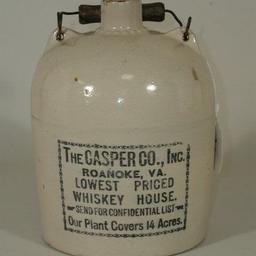 THE CASPER CO., INC.
ROANOKE, VA.
LOWEST PRICED
WHISKEY HOUSE.
SEND FOR CONFIDENTIAL LIST
Our Plant Covers 14 Acres.